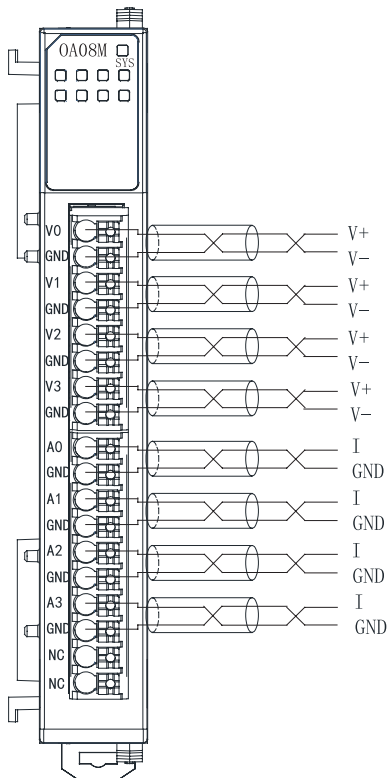 OA08M
SYS
V0 V+
GND V-
V1 V+
GND V-
V2 V+
GND V-
V3 V+
GND V-
A0 I
GND GND
A1 I
GND GND
A2 I
GND GND
A3 I
GND GND
NC
NC